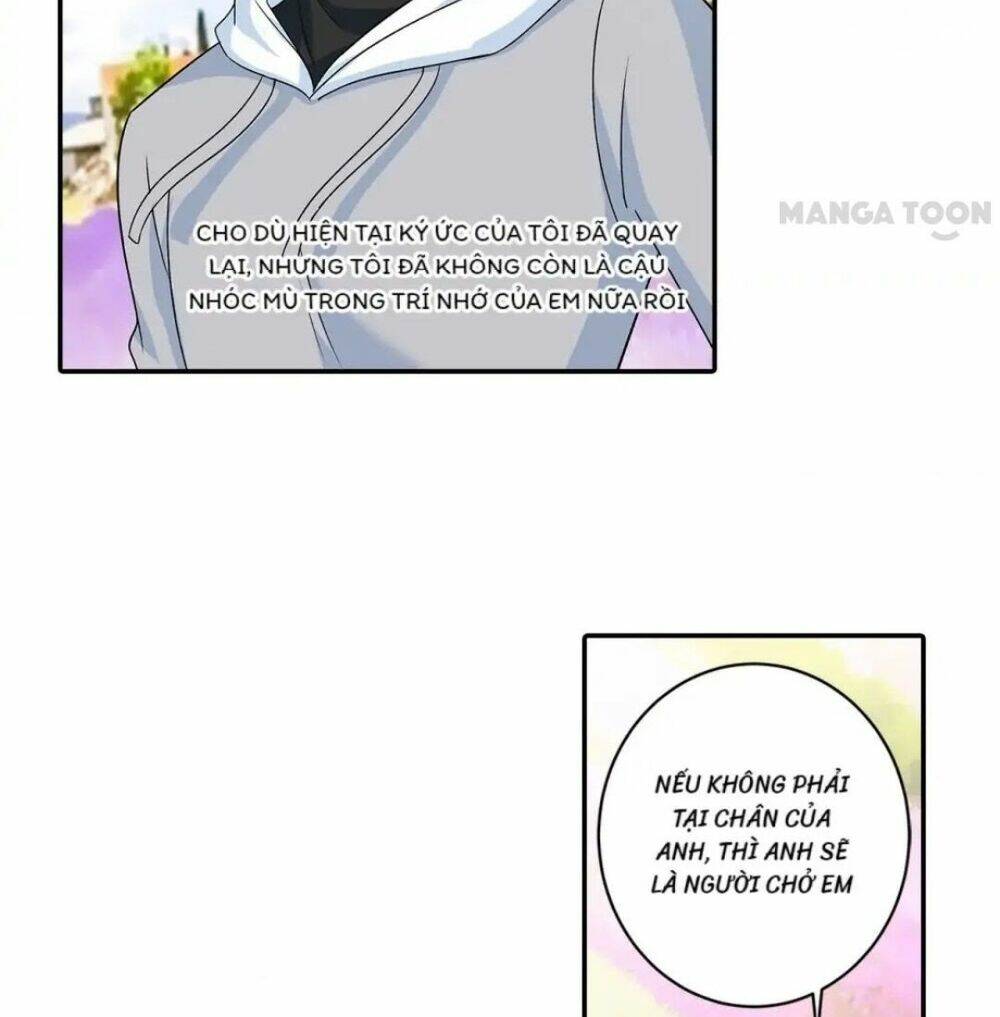 MANGA TOON
CHO DÙ HIỆN TẠI KÝ ỨC CỦA TÔI ĐÃ QUAY
LẠI, NHƯNG TÔI ĐÃ KHÔNG CÒN LÀ CẬU
NHÓC MÙ TRONG TRÍ NHỚ CỦA EM NỮA RỒI
NẾU KHÔNG PHẢI
TẠI CHÂN CỦA
ANH, THÌ ANH SẼ
LÀ NGƯỜI CHỞ EM